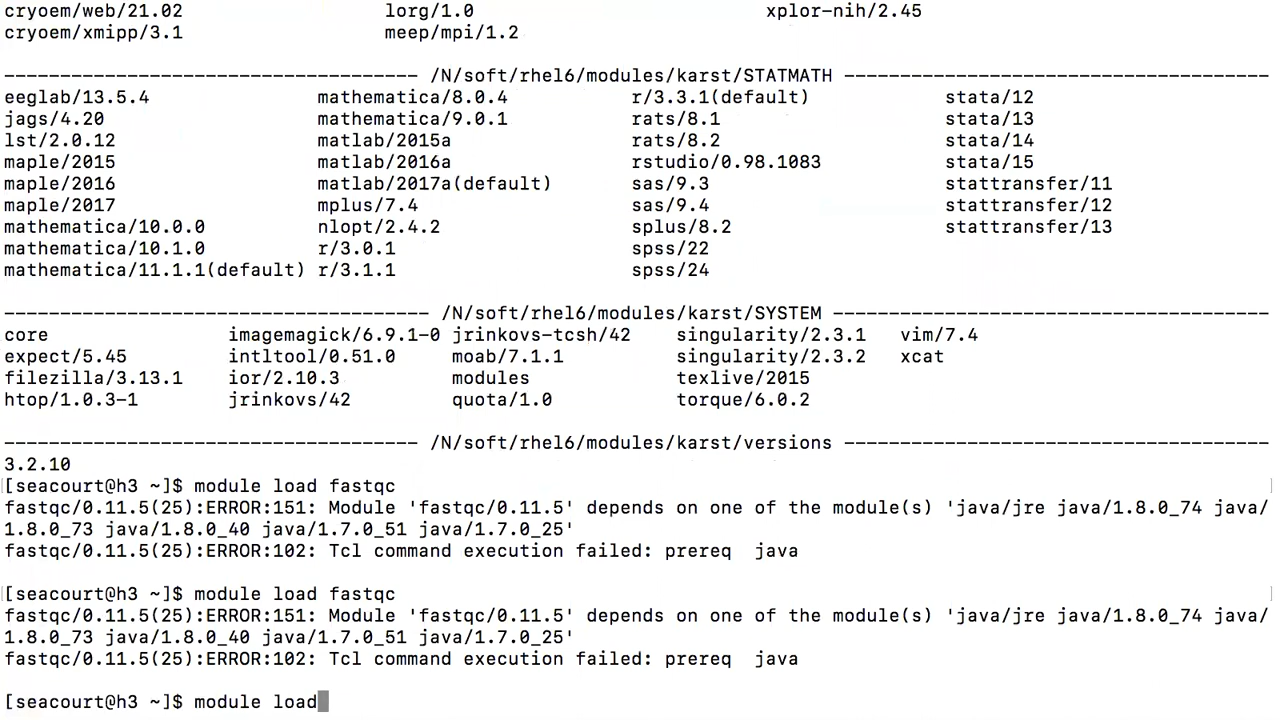 cryoem/web/21.02 lorg/1.0 xplor-nih/2.45
cryoem/xmipp/3.1 meep/mpi/1.2
------------------------------------- /N/soft/rhel6/modules/karst/STATMATH --------------------------------------
eeglab/13.5.4 mathematica/8.0.4 r/3.3.1(default) stata/12
jags/4.20 mathematica/9.0.1 rats/8.1 stata/13
lst/2.0.12 matlab/2015a rats/8.2 stata/14
maple/2015 matlab/2016a rstudio/0.98.1083 stata/15
maple/2016 matlab/2017a(default) sas/9.3 stattransfer/11
maple/2017 mplus/7.4 sas/9.4 stattransfer/12
mathematica/10.0.0 nlopt/2.4.2 splus/8.2 stattransfer/13
mathematica/10.1.0 r/3.0.1 spss/22
mathematica/11.1.1(default) r/3.1.1 spss/24
-------------------------------------- /N/soft/rhel6/modules/karst/SYSTEM ---------------------------------------
core imagemagick/6.9.1-0 jrinkovs-tcsh/42 singularity/2.3.1 vim/7.4
expect/5.45 intltool/0.51.0 moab/7.1.1 singularity/2.3.2 xcat
filezilla/3.13.1 ior/2.10.3 modules texlive/2015
htop/1.0.3-1 jrinkovs/42 quota/1.0 torque/6.0.2
------------------------------------- /N/soft/rhel6/modules/karst/versions --------------------------------------
3.2.10
[seacourt@h3 ~]$ module load fastqc
fastqc/0.11.5(25):ERROR:151: Module 'fastqc/0.11.5' depends on one of the module(s) 'java/jre java/1.8.0_74 java/
1.8.0_73 java/1.8.0_40 java/1.7.0_51 java/1.7.0_25'
fastqc/0.11.5(25):ERROR:102: Tcl command execution failed: prereq  java
[seacourt@h3 ~]$ module load fastqc
fastqc/0.11.5(25):ERROR:151: Module 'fastqc/0.11.5' depends on one of the module(s) 'java/jre java/1.8.0_74 java/
1.8.0_73 java/1.8.0_40 java/1.7.0_51 java/1.7.0_25'
fastqc/0.11.5(25):ERROR:102: Tcl command execution failed: prereq  java
[seacourt@h3 ~]$ module load